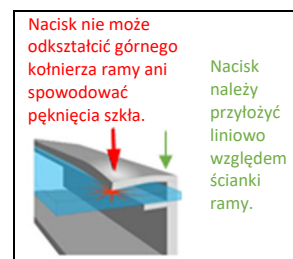 Nacisk nie może
odkształcić górnego
kołnierza ramy ani
spowodować
pęknięcia szkła.
Nacisk
należy
przyłożyć
liniowo
względem
ścianki
ramy.